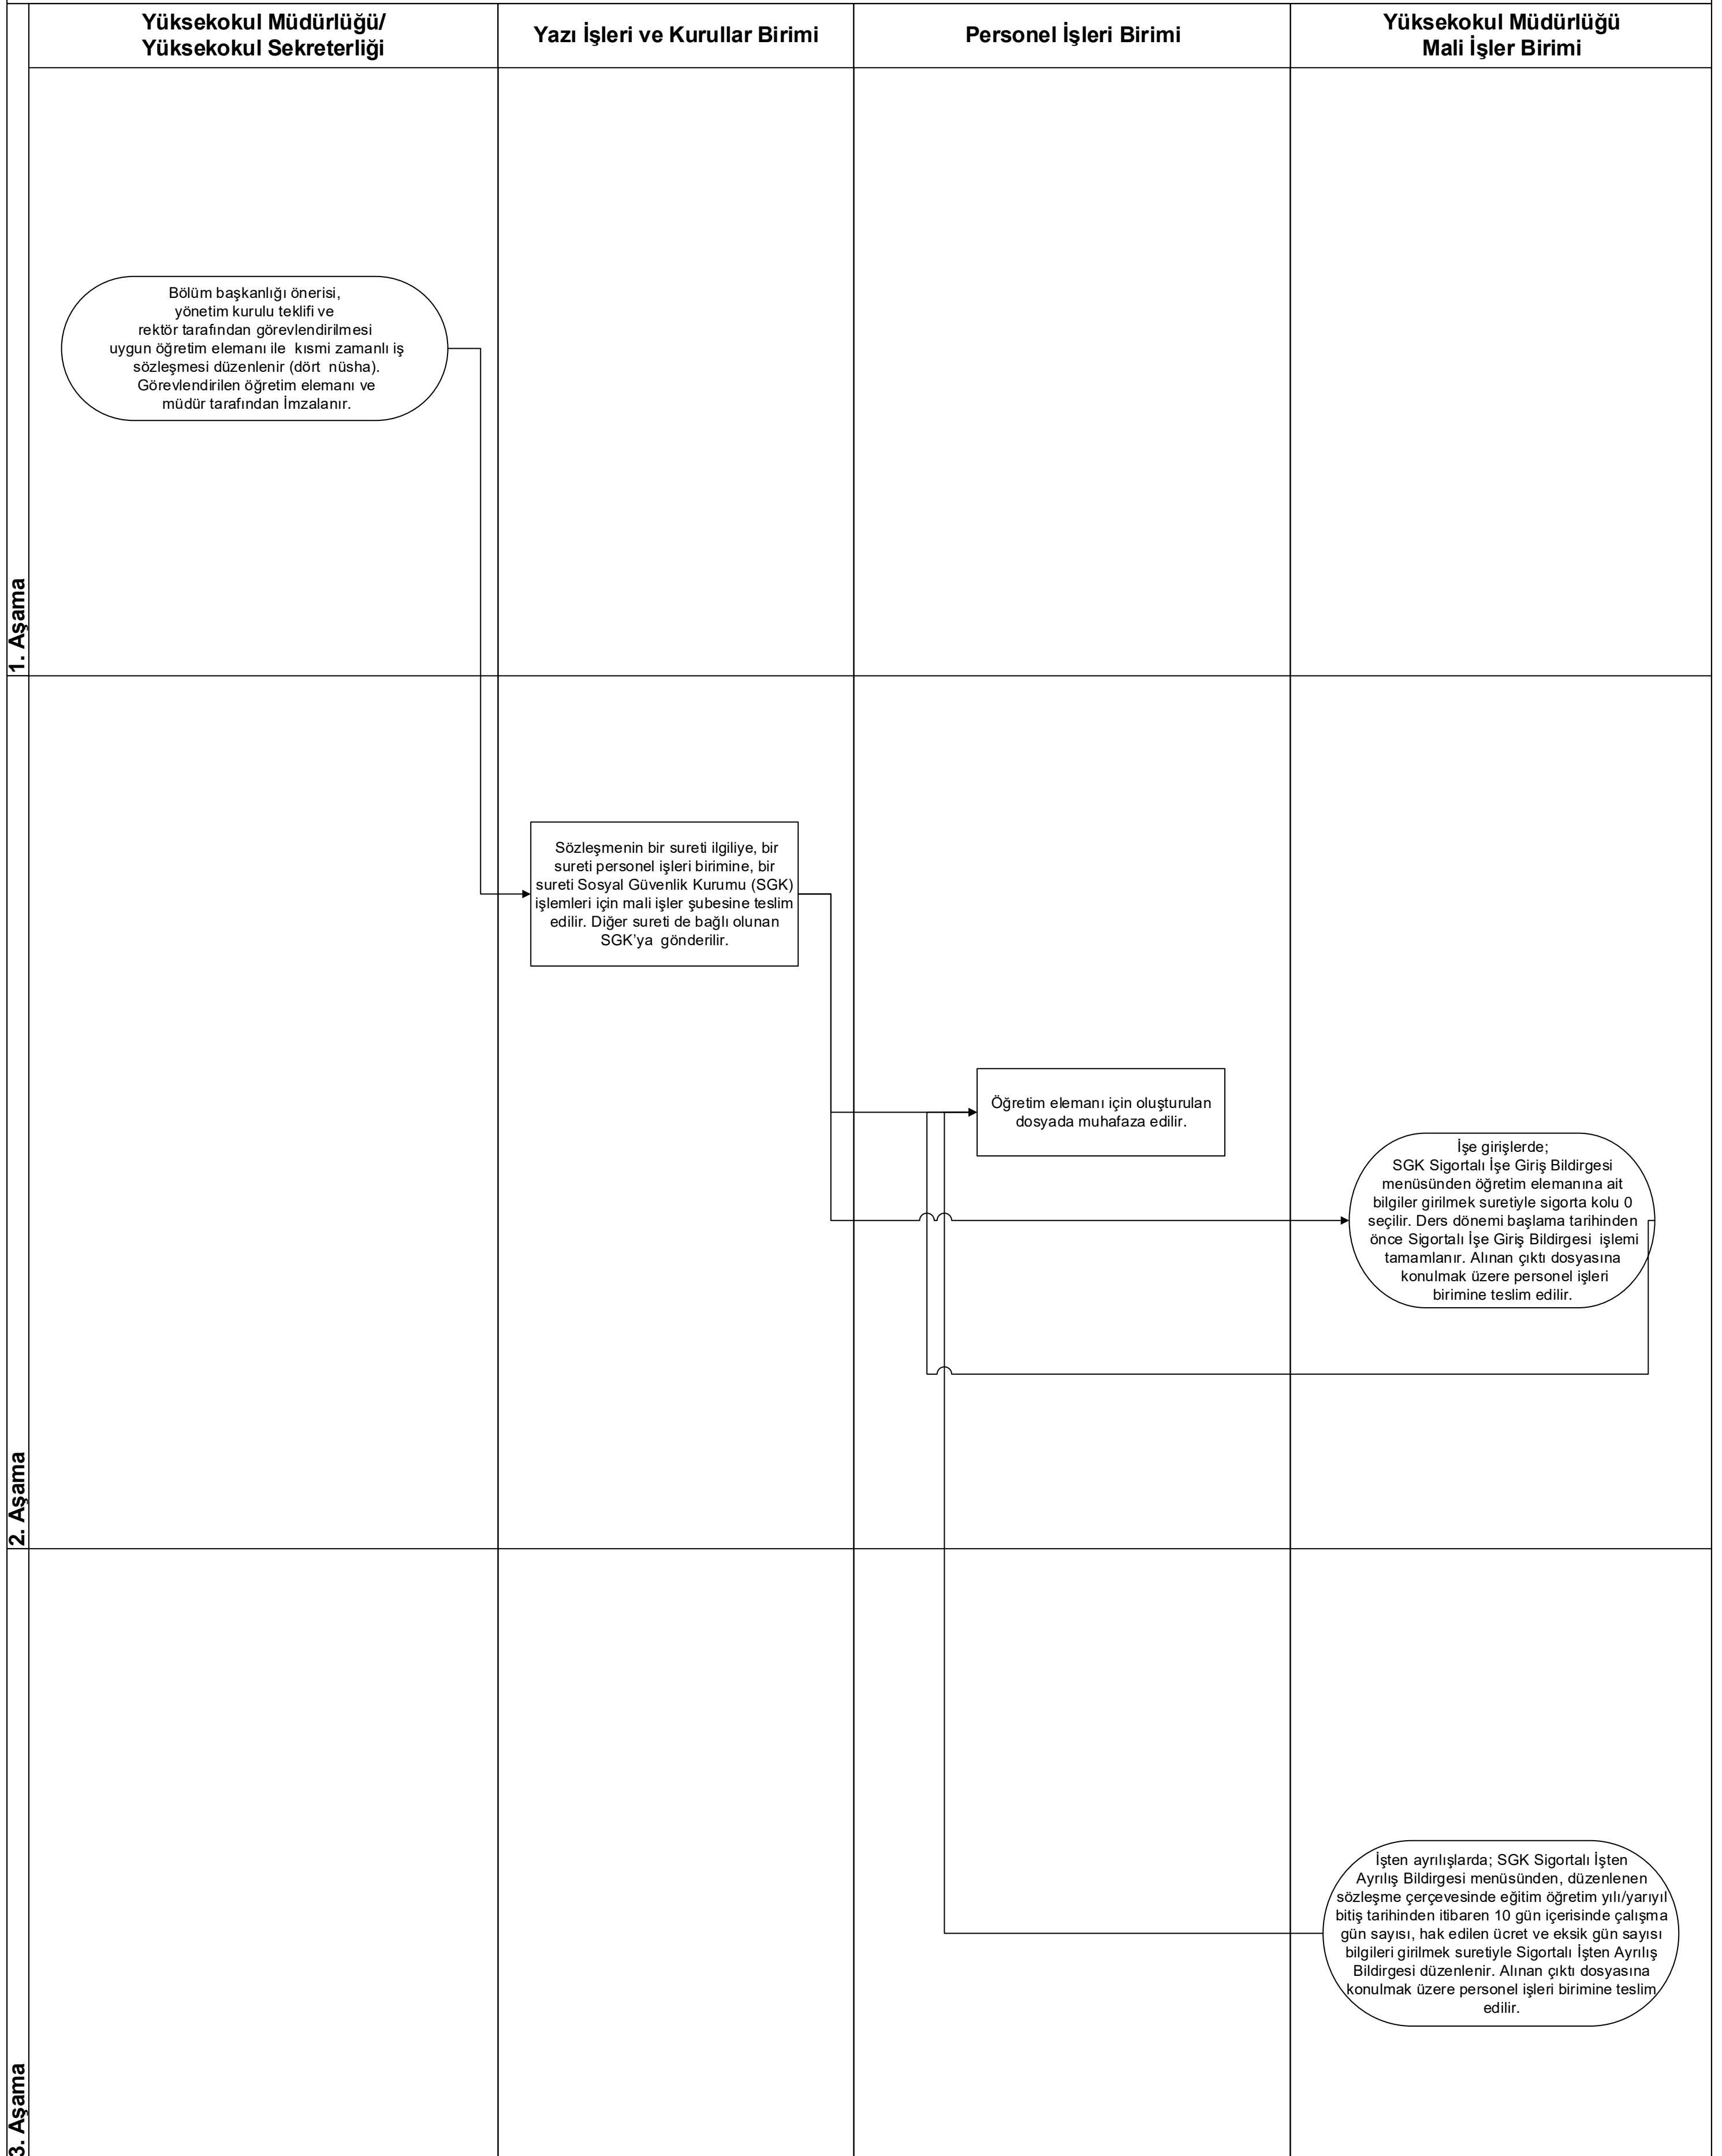 Yüksekokul Müdürlüğü/
Yüksekokul Sekreterliği
Yazı İşleri ve Kurullar Birimi
Personel İşleri Birimi
Yüksekokul Müdürlüğü
Mali İşler Birimi
1. Aşama
Bölüm başkanlığı önerisi,
yönetim kurulu teklifi ve
rektör tarafından görevlendirilmesi
uygun öğretim elemanı ile kısmi zamanlı iş
sözleşmesi düzenlenir (dört nüsha).
Görevlendirilen öğretim elemanı ve
müdür tarafından İmzalanır.
2. Aşama
Sözleşmenin bir sureti ilgiliye, bir
sureti personel işleri birimine, bir
sureti Sosyal Güvenlik Kurumu (SGK)
işlemleri için mali işler şubesine teslim
edilir. Diğer sureti de bağlı olunan
SGK'ya gönderilir.
Öğretim elemanı için oluşturulan
dosyada muhafaza edilir.
İşe girişlerde;
SGK Sigortalı İşe Giriş Bildirgesi
menüsünden öğretim elemanına ait
bilgiler girilmek suretiyle sigorta kolu 0
seçilir. Ders dönemi başlama tarihinden
önce Sigortalı İşe Giriş Bildirgesi işlemi
tamamlanır. Alınan çıktı dosyasına
konulmak üzere personel işleri
birimine teslim edilir.
3. Aşama
İşten ayrılışlarda; SGK Sigortalı İşten
Ayrılış Bildirgesi menüsünden, düzenlenen
sözleşme çerçevesinde eğitim öğretim yılı/yarıyıl
bitiş tarihinden itibaren 10 gün içerisinde çalışma
gün sayısı, hak edilen ücret ve eksik gün sayısı
bilgileri girilmek suretiyle Sigortalı İşten Ayrılış
Bildirgesi düzenlenir. Alınan çıktı dosyasına
konulmak üzere personel işleri birimine teslim
edilir.